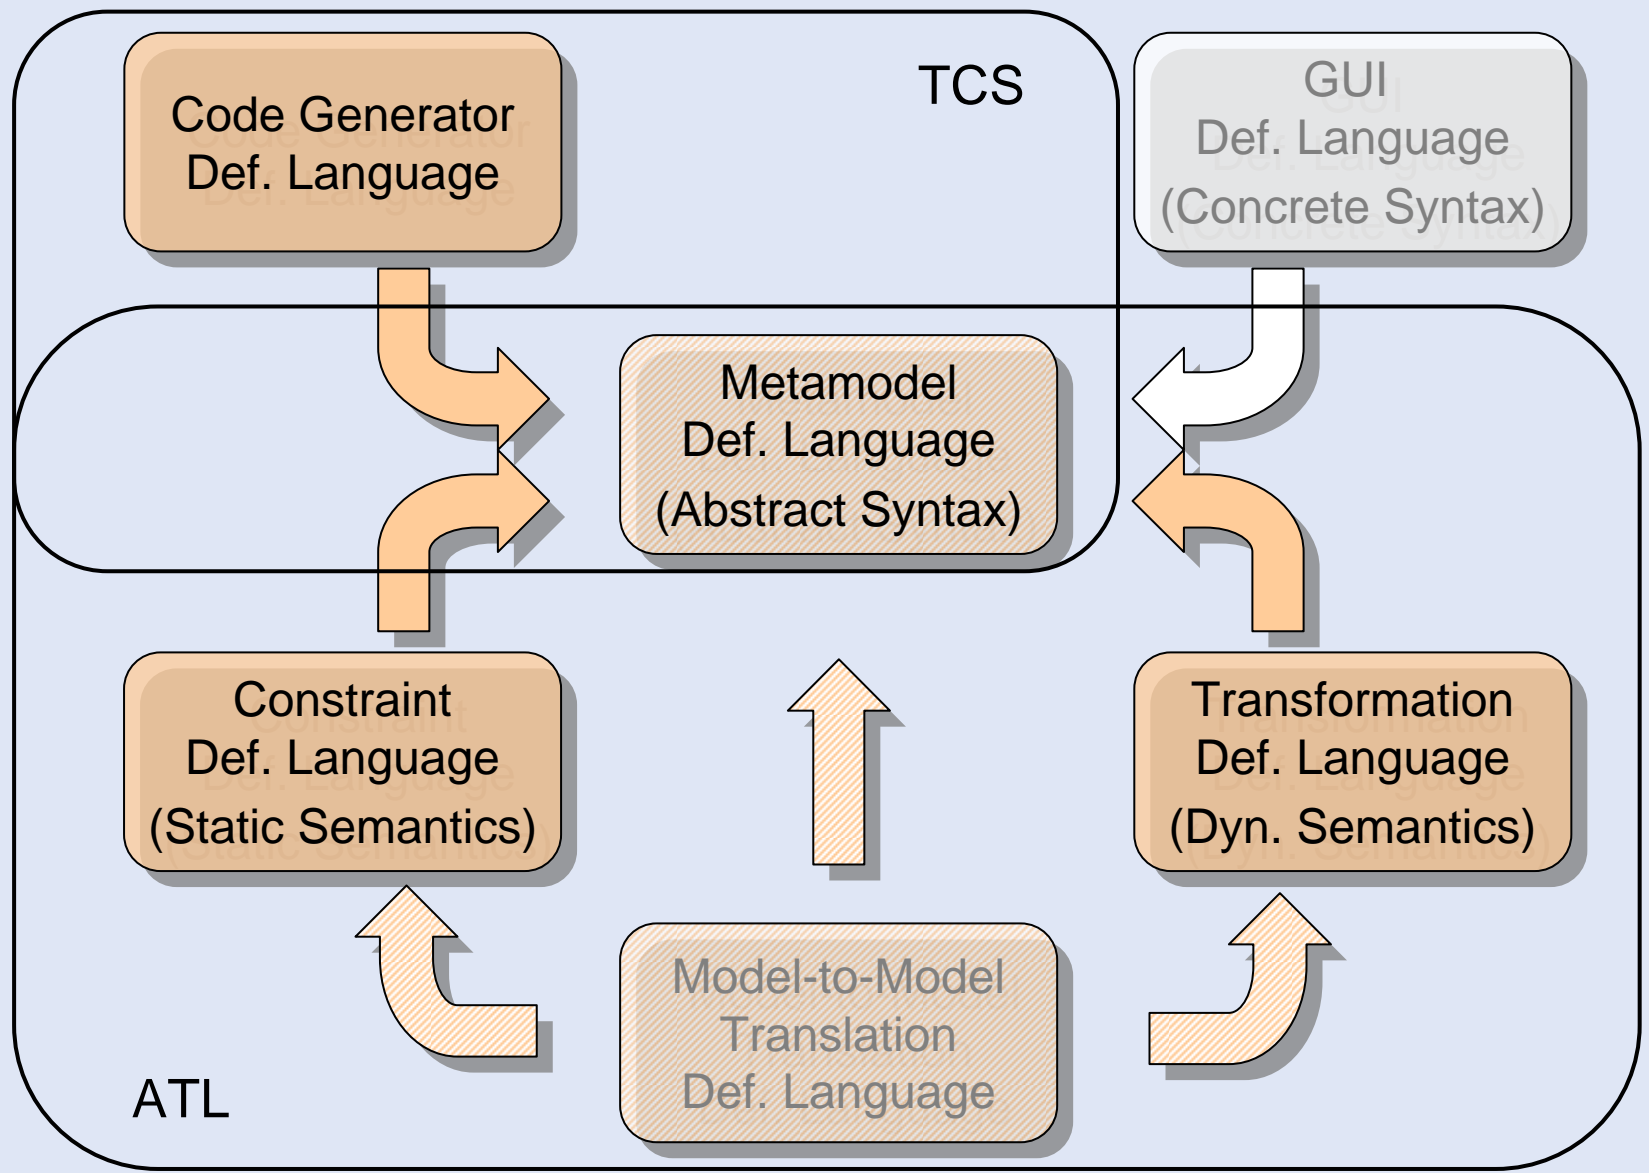 Code Generator
Def. Language
TCS
GUI
Def. Language
(Concrete Syntax)
Metamodel
Def. Language
(Abstract Syntax)
Constraint
Def. Language
(Static Semantics)
Transformation
Def. Language
(Dyn. Semantics)
Model-to-Model
Translation
Def. Language
ATL